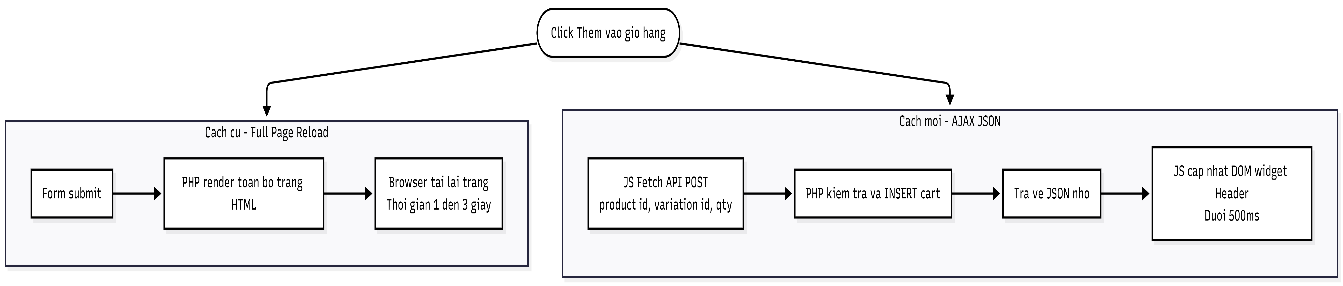 Click Them vao gio hang
Cach cu - Full Page Reload
Form submit
PHP render toan bo trang
HTML
Browser tai lai trang
Thoi gian 1 den 3 giay
Cach moi - AJAX JSON
JS Fetch API POST
product id, variation id, qty
PHP kiem tra va INSERT cart
Tra ve JSON nho
JS cap nhat DOM widget
Header
Duoi 500ms